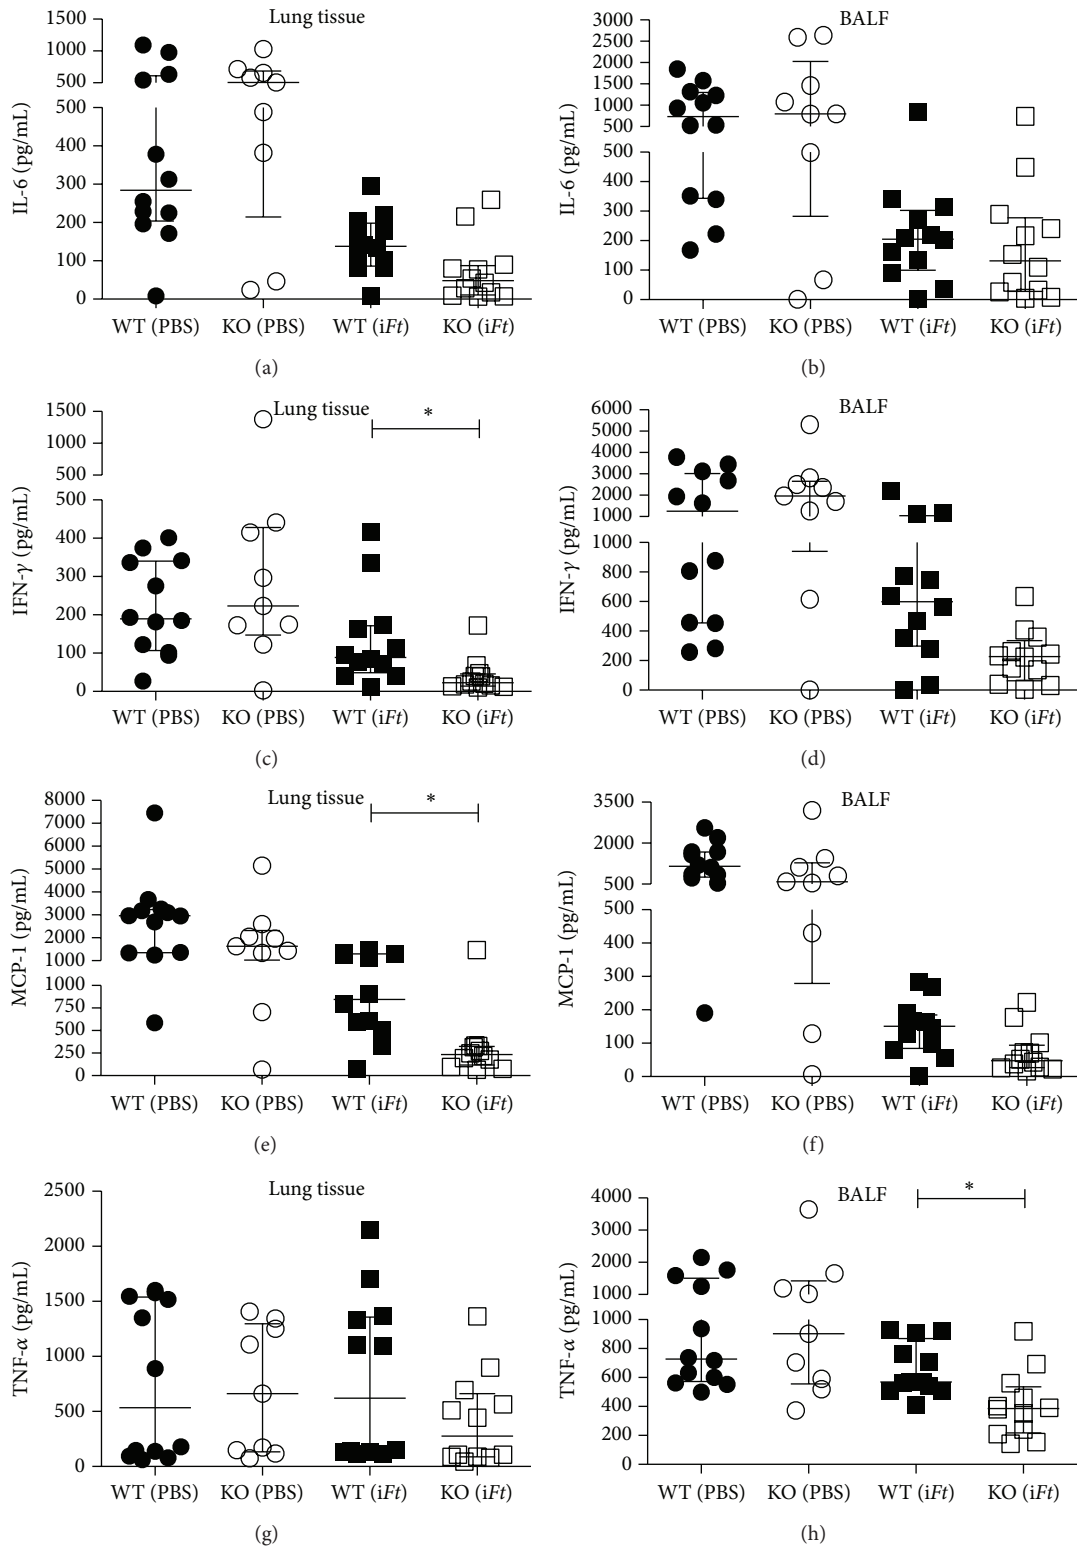 Lung tissue
IL-6 (pg/mL)
1500
1000
500
500
400
300
200
100
0
WT (PBS) KO (PBS) WT (iFt) KO (iFt)
(a)
BALF
IL-6 (pg/mL)
3000
2500
2000
1500
1000
500
500
400
300
200
100
0
WT (PBS) KO (PBS) WT (iFt) KO (iFt)
(b)
Lung tissue
*
IFN-γ (pg/mL)
1500
1000
500
500
400
300
200
100
0
WT (PBS) KO (PBS) WT (iFt) KO (iFt)
(c)
BALF
IFN-γ (pg/mL)
6000
5000
4000
3000
2000
1000
1000
800
600
400
200
0
WT (PBS) KO (PBS) WT (iFt) KO (iFt)
(d)
Lung tissue
*
MCP-1 (pg/mL)
8000
7000
6000
5000
4000
3000
2000
1000
1000
750
500
250
0
WT (PBS) KO (PBS) WT (iFt) KO (iFt)
(e)
BALF
MCP-1 (pg/mL)
3500
2000
500
500
400
300
200
100
0
WT (PBS) KO (PBS) WT (iFt) KO (iFt)
(f)
Lung tissue
TNF-α (pg/mL)
2500
2000
1500
1000
500
0
WT (PBS) KO (PBS) WT (iFt) KO (iFt)
(g)
BALF
*
TNF-α (pg/mL)
4000
3000
2000
1000
1000
800
600
400
200
0
WT (PBS) KO (PBS) WT (iFt) KO (iFt)
(h)